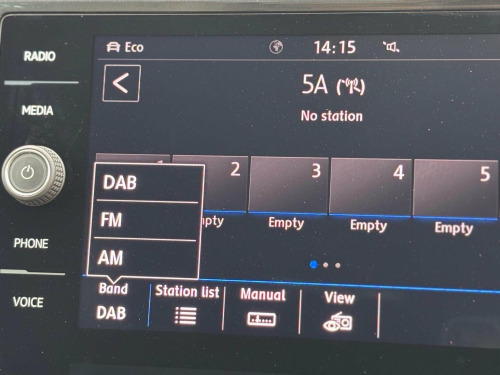 RADIO
MEDIA
PHONE
VOICE
Eco
14:15
5A
No station
2
3
4
5
Empty
Empty
Empty
DAB
FM
AM
Band
DAB
Station list
Manual
View